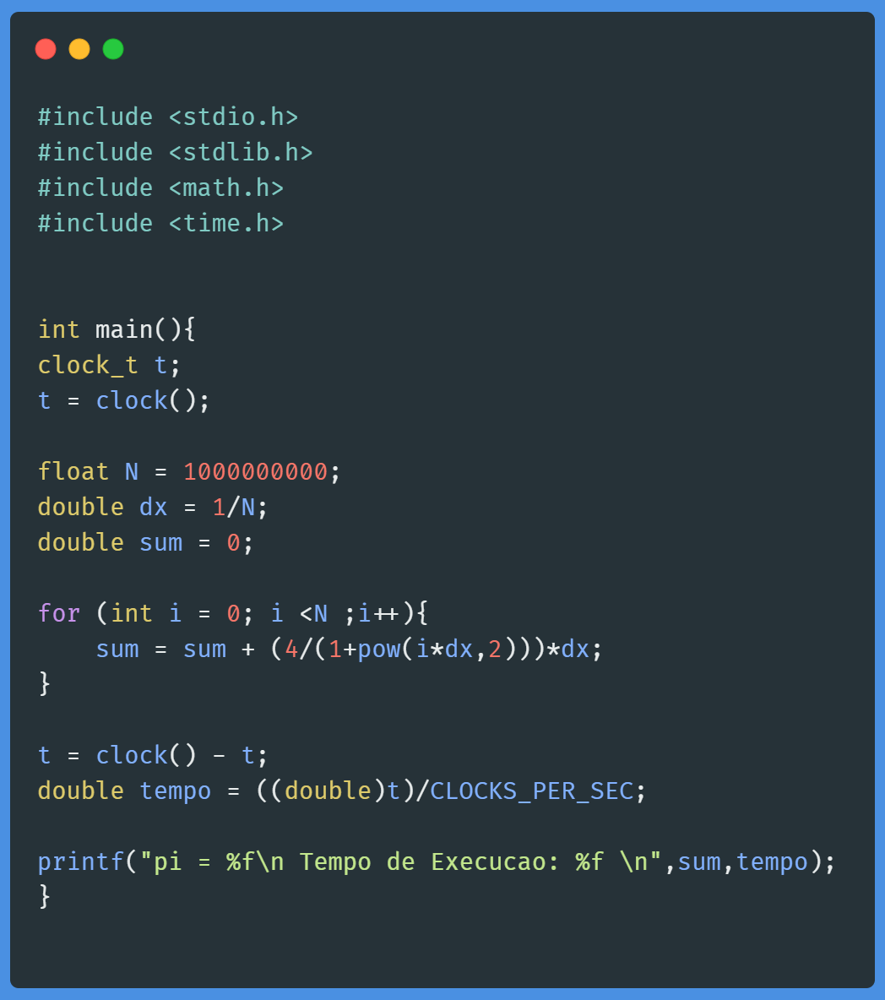 #include <stdio.h>
#include <stdlib.h>
#include <math.h>
#include <time.h>
int main(){
clock_t t;
t = clock();
float N = 1000000000;
double dx = 1/N;
double sum = 0;
for (int i = 0; i <N ;i++){
    sum = sum + (4/(1+pow(i*dx,2)))*dx;
}
t = clock() - t;
double tempo = ((double)t)/CLOCKS_PER_SEC;
printf("pi = %f\n Tempo de Execucao: %f \n",sum,tempo);
}